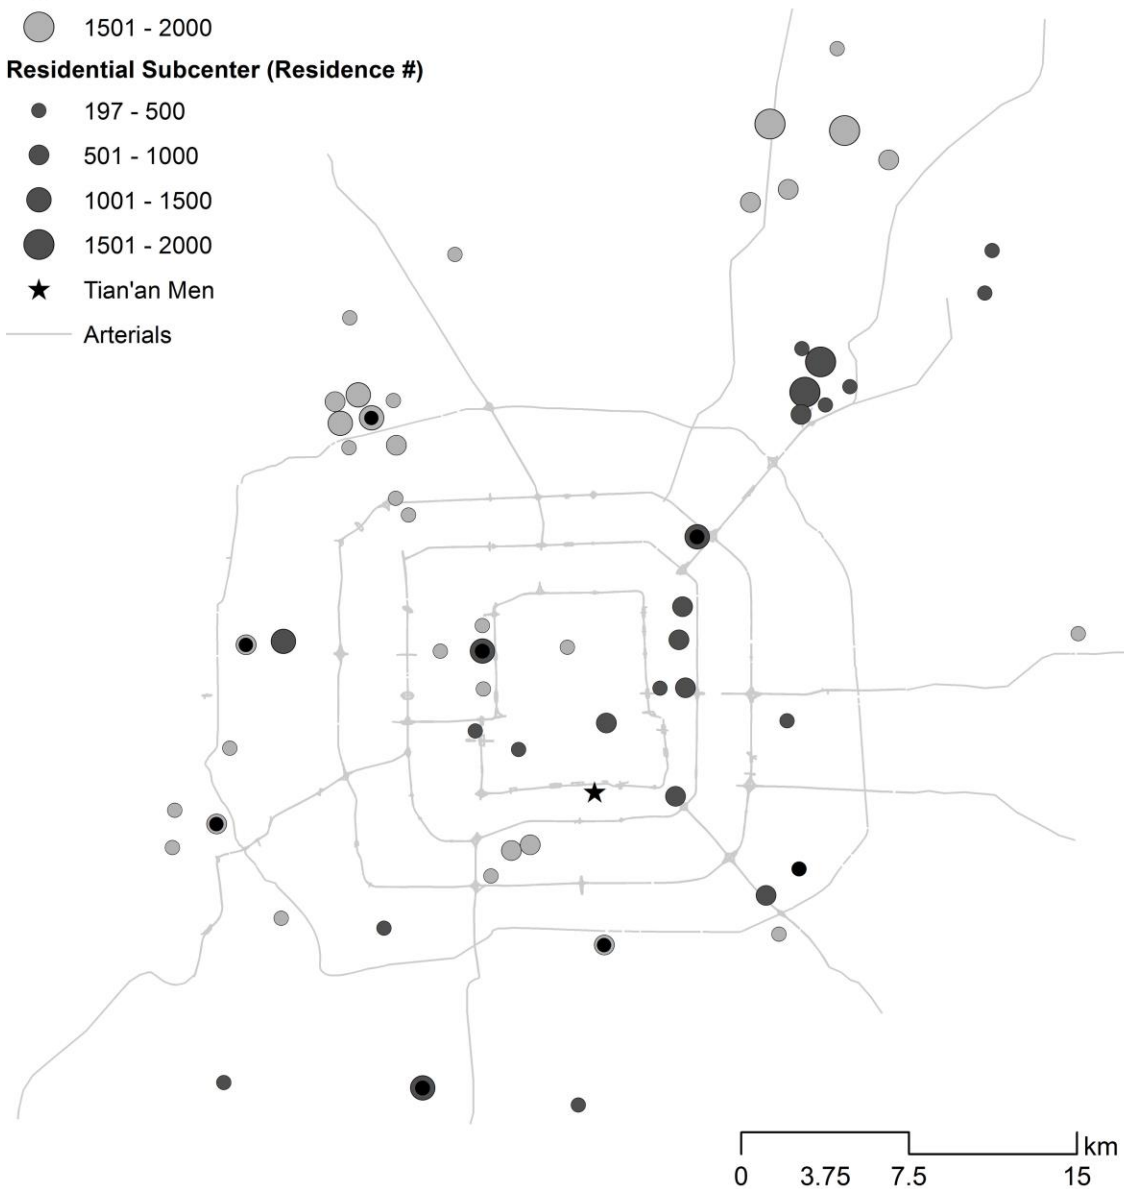 1501 - 2000
Residential Subcenter (Residence #)
197 - 500
501 - 1000
1001 - 1500
1501 - 2000
Tian'an Men
Arterials
km
0 3.75 7.5 15